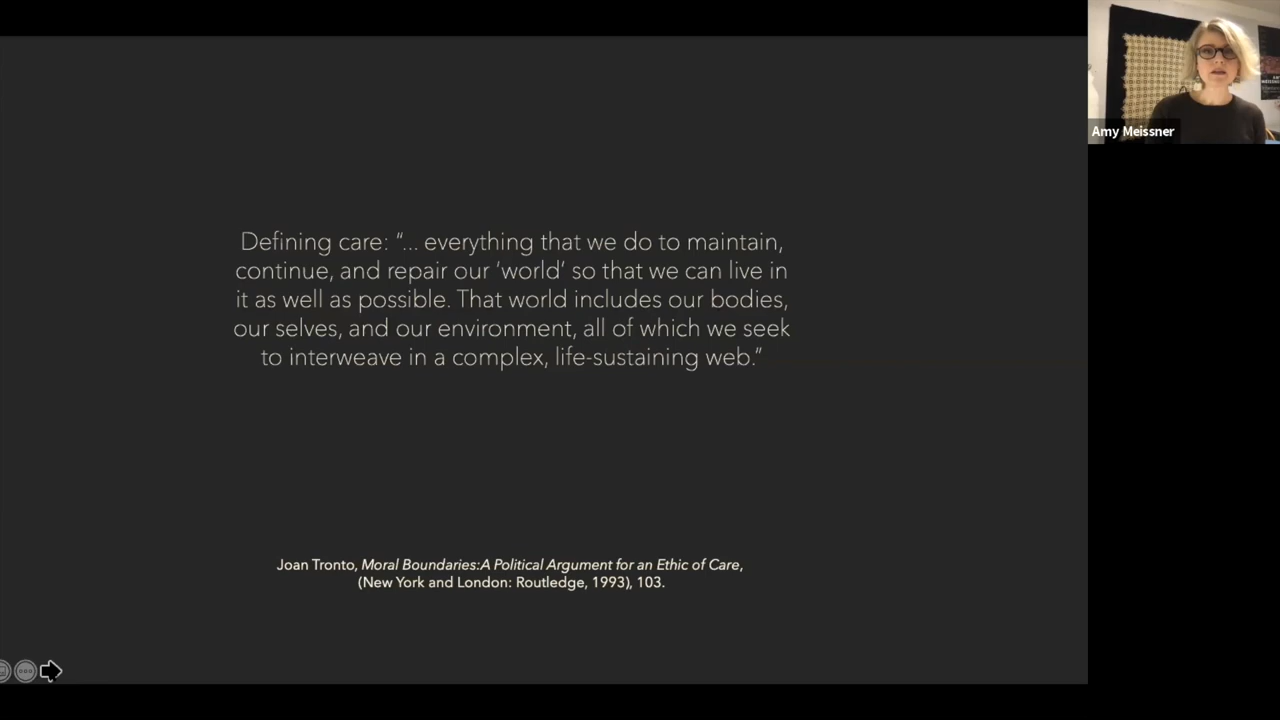 Defining care: “... everything that we do to maintain,
continue, and repair our ‘world’ so that we can live in
it as well as possible. That world includes our bodies,
our selves, and our environment, all of which we seek
to interweave in a complex, life-sustaining web.”
Joan Tronto, Moral Boundaries:A Political Argument for an Ethic of Care,
(New York and London: Routledge, 1993), 103.
Amy Meissner